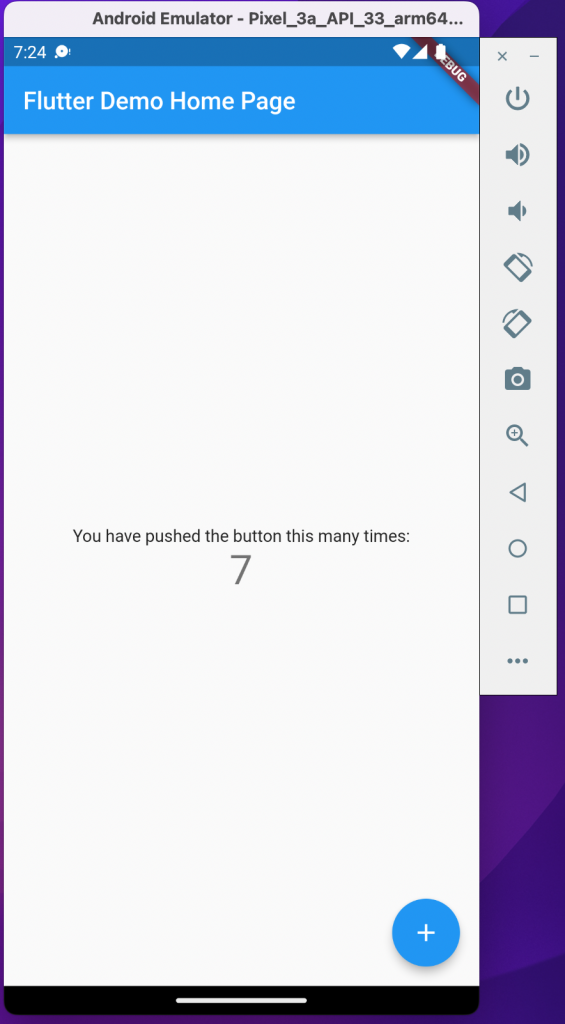 Android Emulator - Pixel_3a_API_33_arm64...
7:24
DEBUG
Flutter Demo Home Page
You have pushed the button this many times:
7